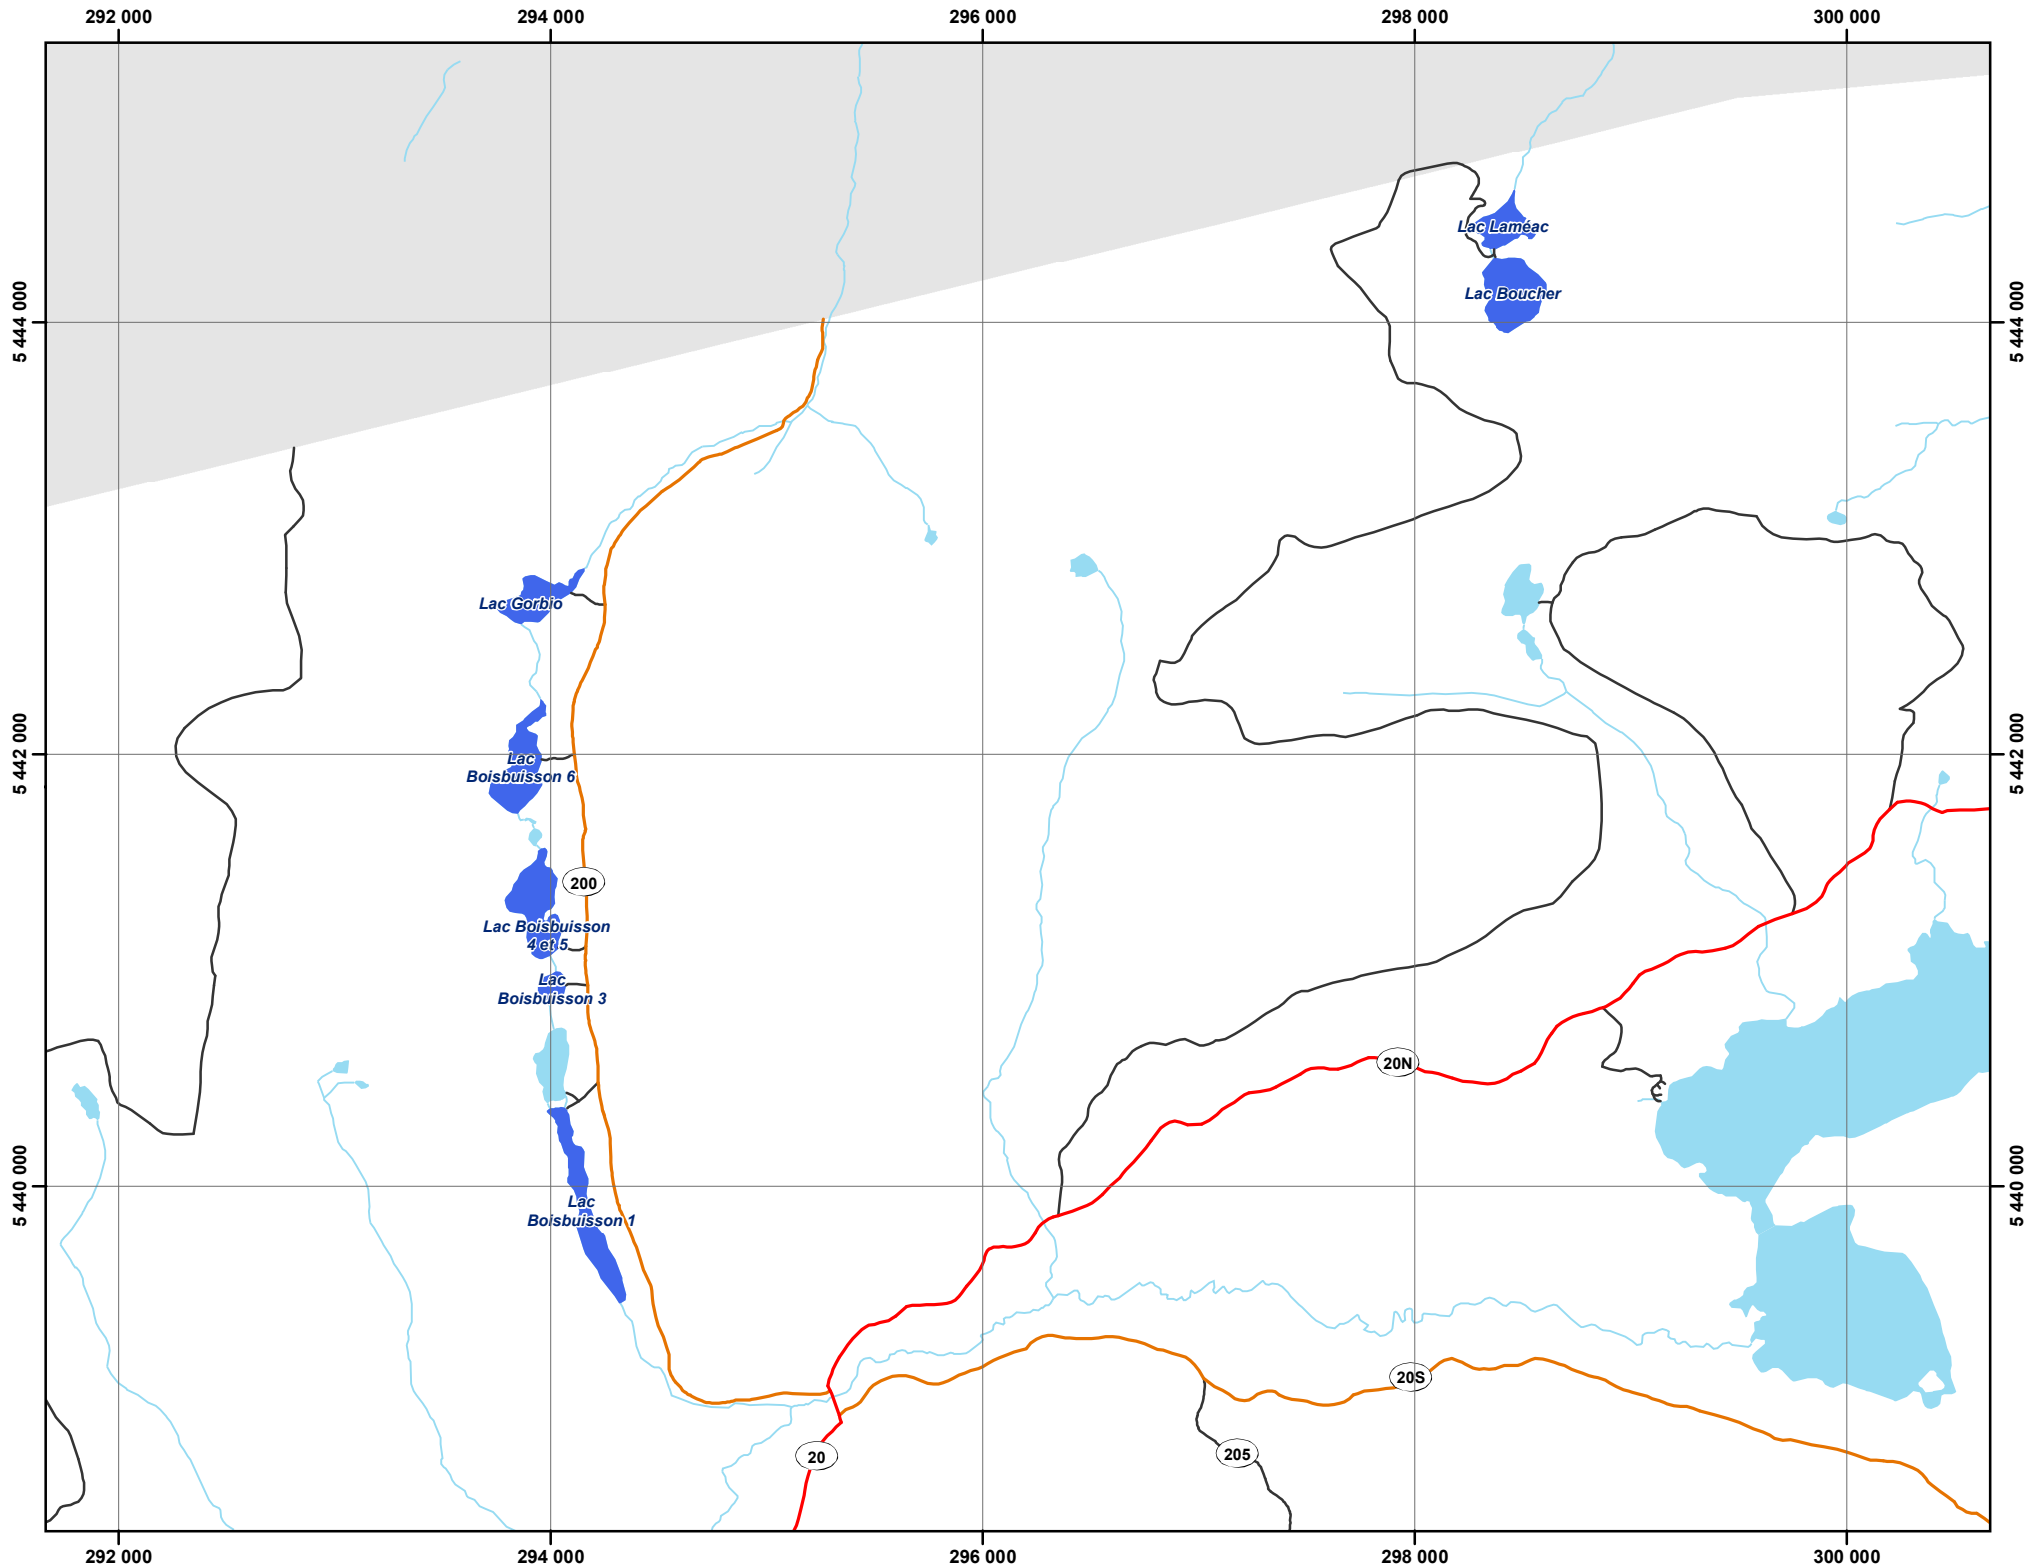 292 000
294 000
296 000
298 000
300 000
Lac Laméac
Lac Boucher
5 444 000
5 444 000
Lac Gorbio
5 442 000
5 442 000
Lac
Boisbuisson 6
200
Lac Boisbuisson
4 et 5
Lac
Boisbuisson 3
20N
5 440 000
5 440 000
Lac
Boisbuisson 1
20S
20
205
292 000
294 000
296 000
298 000
300 000